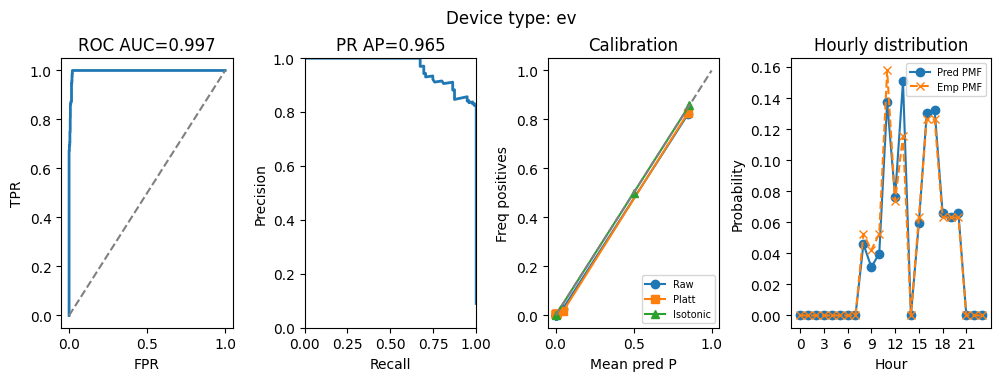 Device type: ev
ROC AUC=0.997
1.0
0.8
0.6
0.4
0.2
0.0
TPR
0.0
0.5
1.0
FPR
PR AP=0.965
1.0
0.8
0.6
0.4
0.2
0.0
Precision
0.00
0.25
0.50
0.75
1.00
Recall
Calibration
1.0
0.8
0.6
0.4
0.2
0.0
Freq positives
Raw
Platt
Isotonic
0.0
0.5
1.0
Mean pred P
Hourly distribution
0.16
0.14
0.12
0.10
0.08
0.06
0.04
0.02
0.00
Probability
Pred PMF
Emp PMF
0
3
6
9
12
15
18
21
Hour